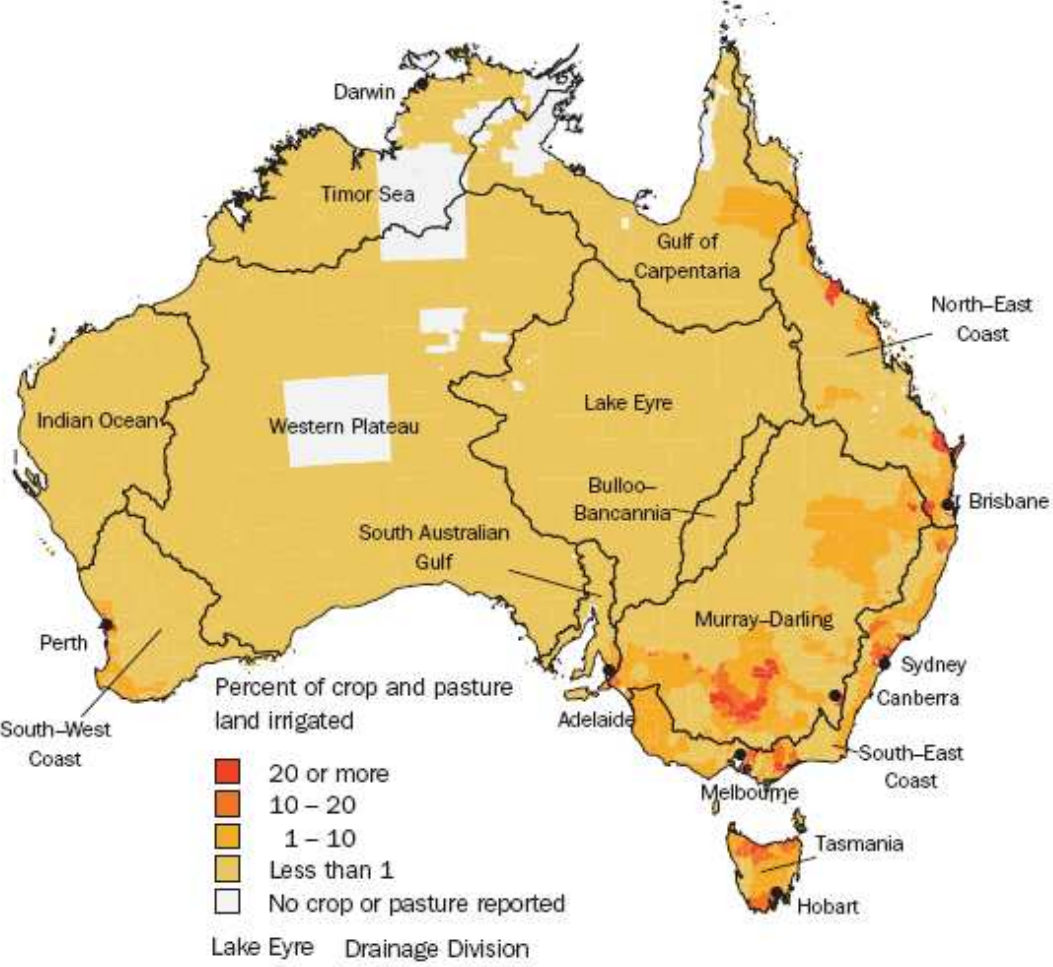 Darwin
Timor Sea
Gulf of
Carpentaria
North–East
Coast
Indian Ocean
Western Plateau
Lake Eyre
Bulloo–
Bancannia
Brisbane
South Australian
Gulf
Murray–Darling
Perth
Sydney
Canberra
Adelaide
South–West
Coast
South–East
Coast
Melbourne
Tasmania
Hobart
Percent of crop and pasture
land irrigated
20 or more
10 – 20
1 – 10
Less than 1
No crop or pasture reported
Lake Eyre Drainage Division